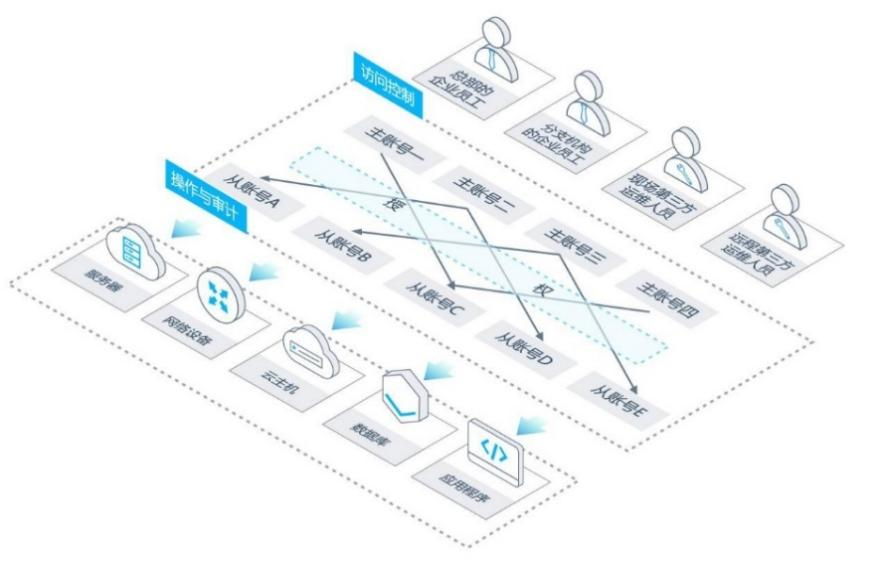 总部的
企业员工
分支机构
的企业员工
现场第三方
运维人员
远程第三方
运维人员
访问控制
主账号一
主账号二
主账号三
主账号四
授
权
从账号A
从账号B
从账号C
从账号D
从账号E
操作与审计
服务器
网络设备
云主机
数据库
应用程序